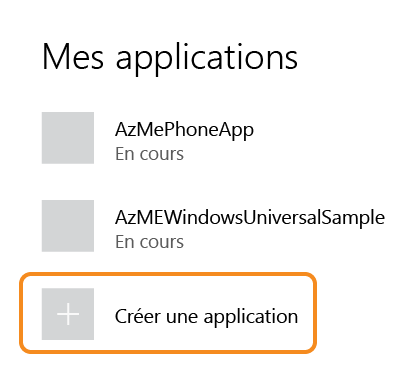 Mes applications
AzMePhoneApp
En cours
AzMEWindowsUniversalSample
En cours
Créer une application